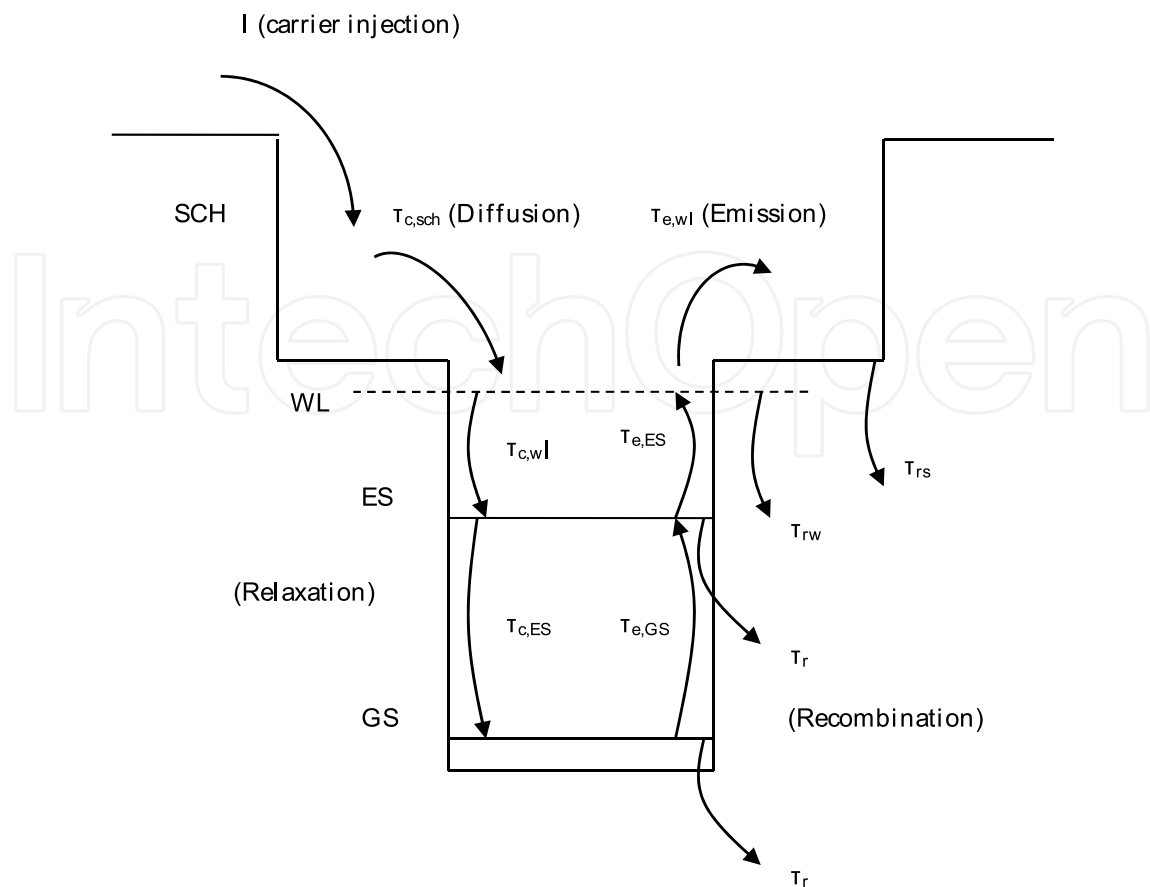 I (carrier injection)
SCH
τc,sch (Diffusion)
τe,wl (Emission)
IntechOpen
WL
τc,wl
τe,ES
τrs
ES
τrw
(Relaxation)
τc,ES
τe,GS
τr
GS
(Recombination)
τr